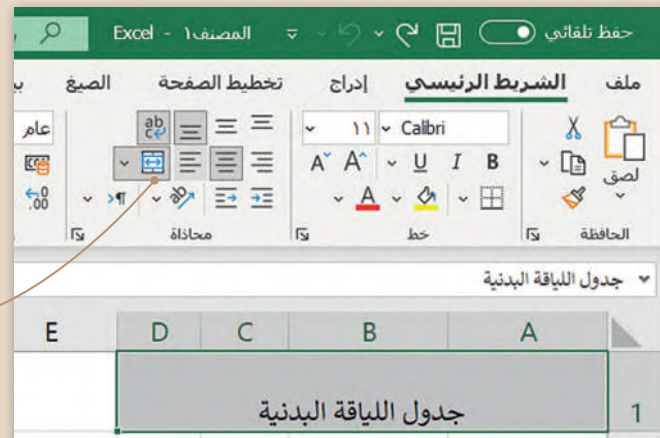 حفظ تلقائي المصنف١ - Excel
ملف الشريط الرئيسي إدراج تخطيط الصفحة الصيغ
لصق Calibri ١١ ab عام
B I U A A
A
الحافظة خط محاذاة
جدول اللياقة البدنية
A B C D E
1 جدول اللياقة البدنية